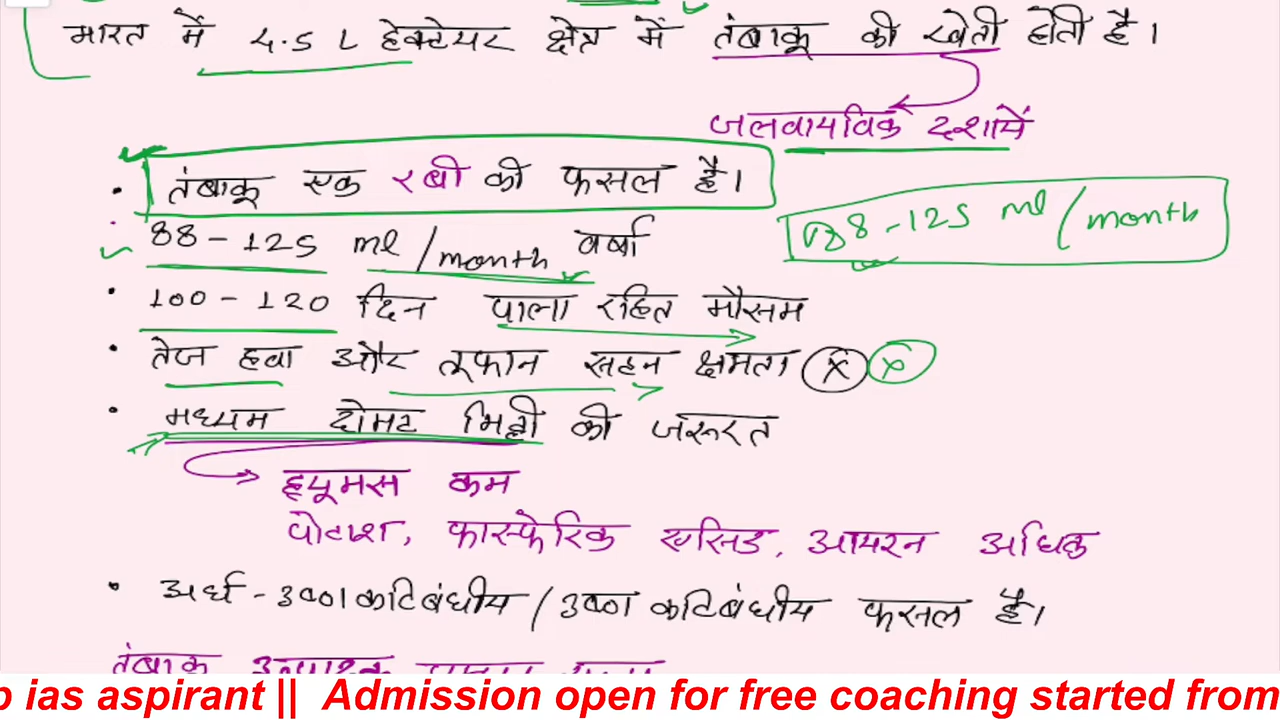 भारत में 4.5 L हेक्टेयर क्षेत्र में तंबाकू की खेती होती है।
जलवायविक दशायें
• तंबाकू एक रबी की फसल है।
88-125 ml/month
• 88-125 ml/month वर्षा
• 100-120 दिन पाला रहित मौसम
• तेज हवा और तूफान सहन क्षमता X X
• मध्यम दोमट मिट्टी की जरूरत
ह्यूमस कम
पोटाश, फास्फेरिक एसिड, आयरन अधिक
• अर्ध-उष्ण कटिबंधीय/उष्ण कटिबंधीय फसल है।
तंबाकू उत्पादक
p ias aspirant || Admission open for free coaching started from